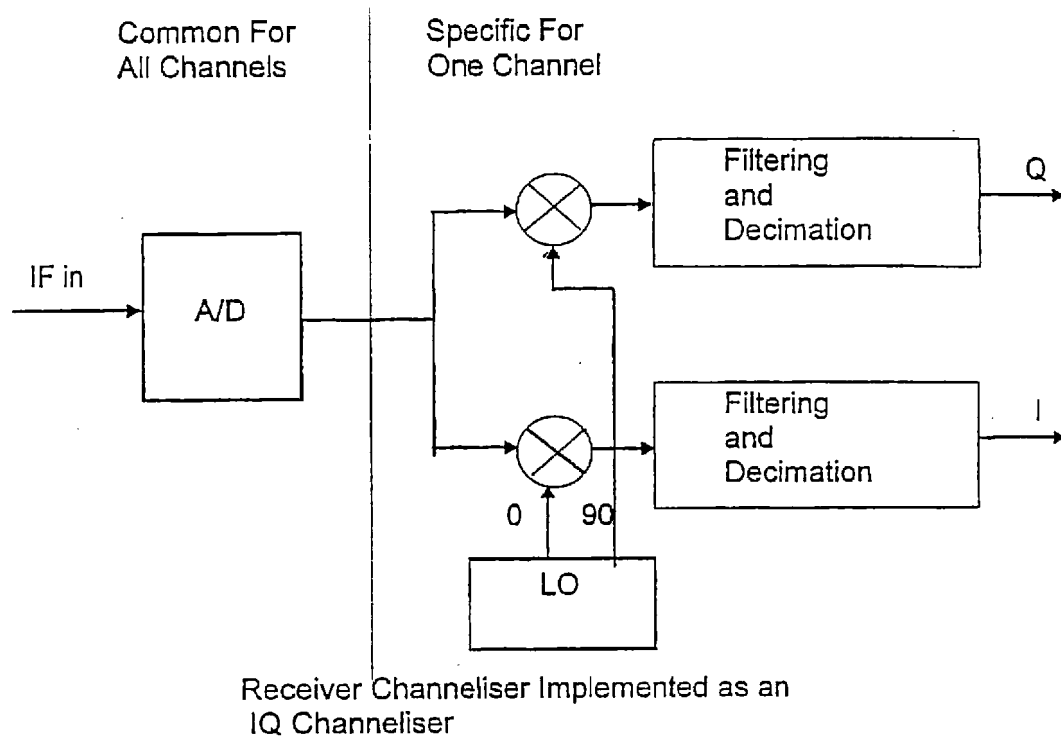 Common For
All Channels
Specific For
One Channel
Filtering
and
Decimation
Q
IF in
A/D
Filtering
and
Decimation
I
0
90
LO
Receiver Channeliser Implemented as an
IQ Channeliser